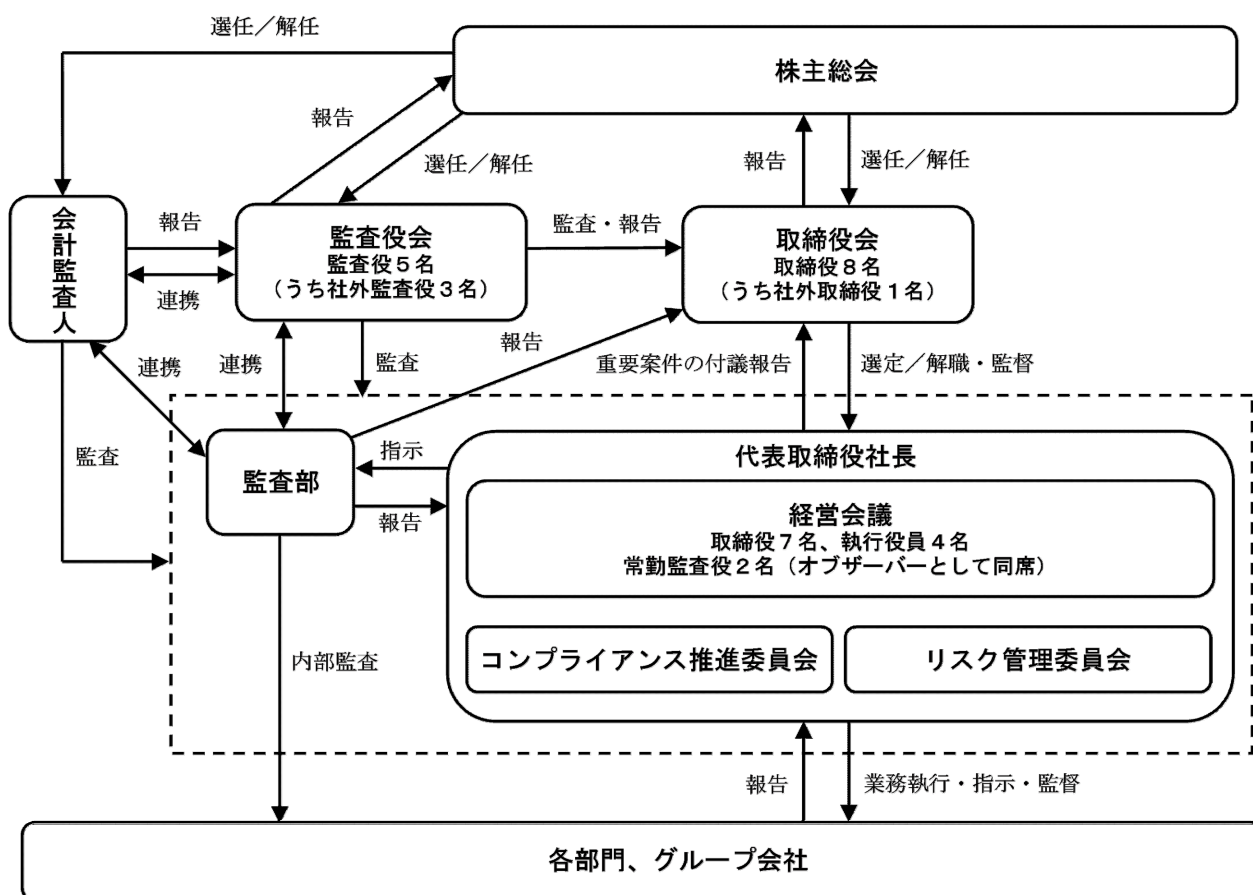 選任／解任
株主総会
報告
選任／解任
報告
選任／解任
会計監査人
報告
連携
監査役会
監査役５名
（うち社外監査役３名）
監査・報告
取締役会
取締役８名
（うち社外取締役１名）
連携
連携
監査
報告
重要案件の付議報告
選定／解職・監督
監査
監査部
指示
報告
代表取締役社長
経営会議
取締役７名、執行役員４名
常勤監査役２名（オブザーバーとして同席）
コンプライアンス推進委員会
リスク管理委員会
内部監査
報告
業務執行・指示・監督
各部門、グループ会社